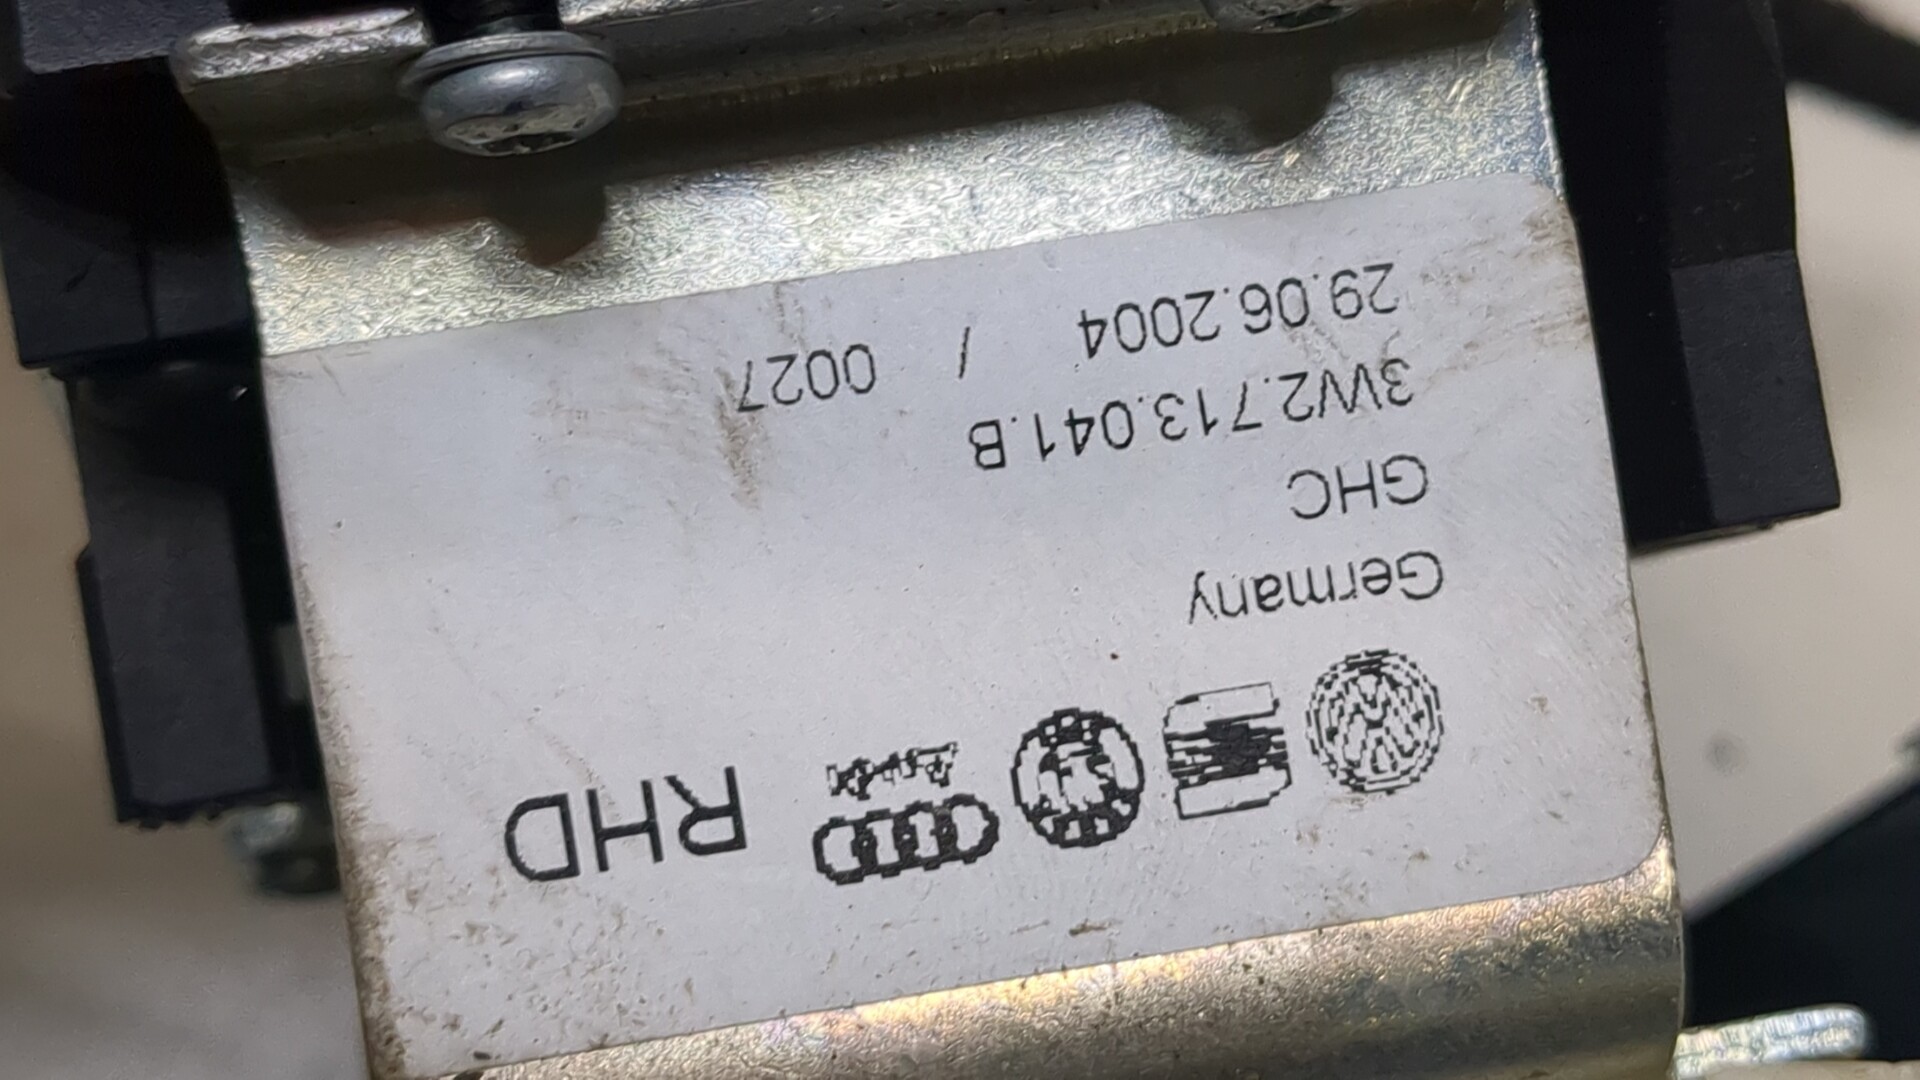 RHD
Germany
GHC
3W2.713.041.B
29.06.2004 / 0027